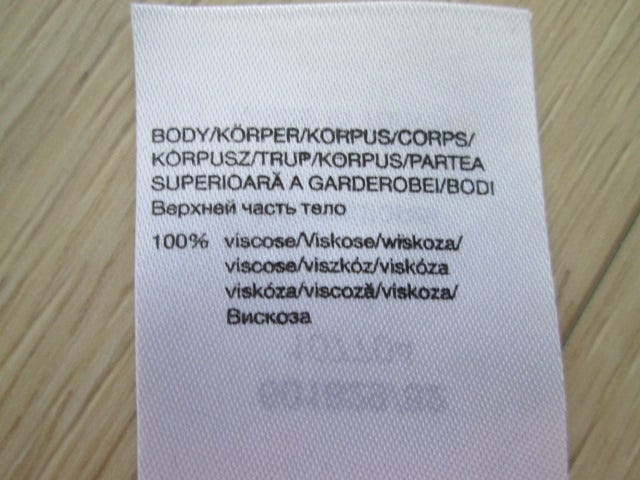 BODY/KÖRPER/KORPUS/CORPS/
KORPUSZ/TRUP/KORPUS/PARTEA
SUPERIOARĂ A GARDEROBEI/BODI
Верхней часть тело
100% viscose/Viskose/wiskoza/
viscose/viszkóz/viskóza
viskóza/viscoză/viskoza/
Вискоза